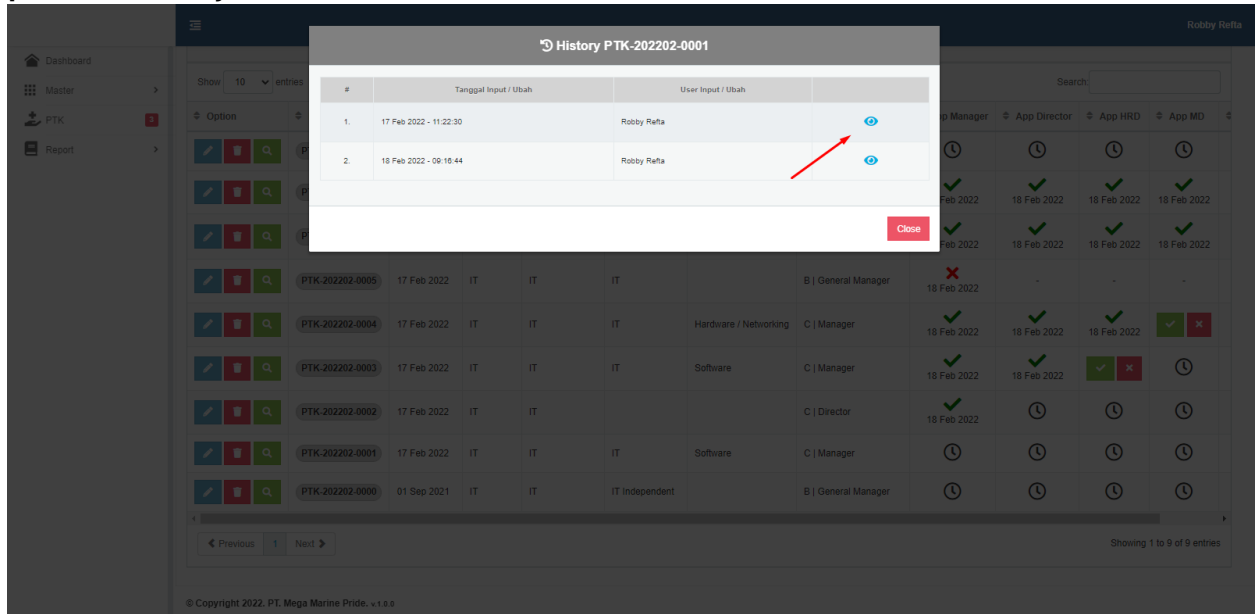 Robby Refta
History PTK-202202-0001
Dashboard
Master
PTK 3
Report
Show 10 entries
Search:
# Tanggal Input / Ubah User Input / Ubah
1. 17 Feb 2022 - 11:22:30 Robby Refta
2. 18 Feb 2022 - 09:16:44 Robby Refta
Close
Option Manager App Director App HRD App MD
Feb 2022 18 Feb 2022 18 Feb 2022 18 Feb 2022
Feb 2022 18 Feb 2022 18 Feb 2022 18 Feb 2022
PTK-202202-0005 17 Feb 2022 IT IT IT B | General Manager 18 Feb 2022 - - -
PTK-202202-0004 17 Feb 2022 IT IT IT Hardware / Networking C | Manager 18 Feb 2022 18 Feb 2022 18 Feb 2022
PTK-202202-0003 17 Feb 2022 IT IT IT Software C | Manager 18 Feb 2022 18 Feb 2022
PTK-202202-0002 17 Feb 2022 IT IT C | Director 18 Feb 2022
PTK-202202-0001 17 Feb 2022 IT IT IT Software C | Manager
PTK-202202-0000 01 Sep 2021 IT IT IT Independent B | General Manager
Previous 1 Next
Showing 1 to 9 of 9 entries
© Copyright 2022. PT. Mega Marine Pride. v.1.0.0